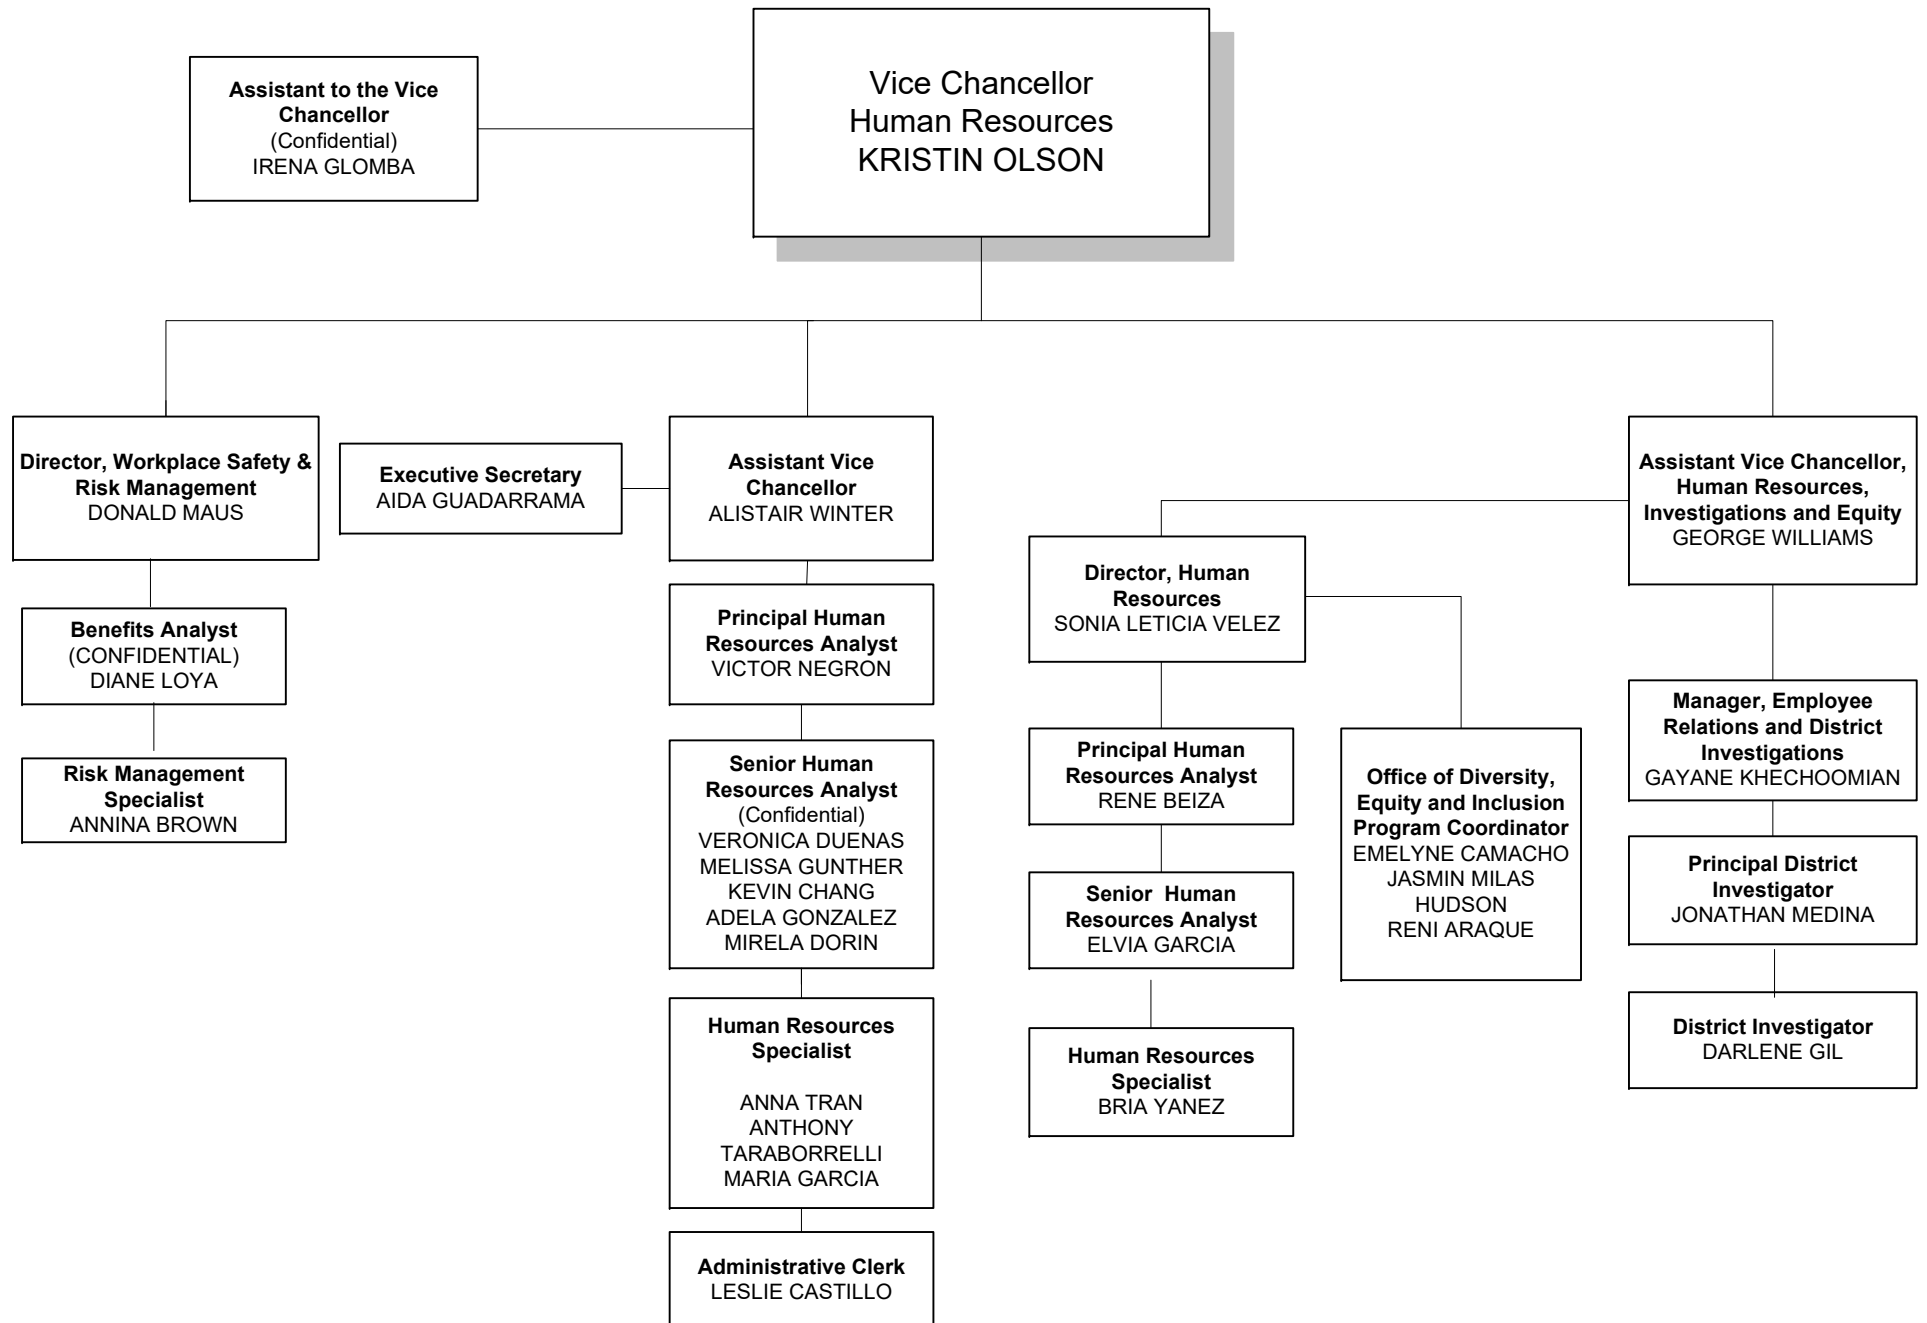 Assistant to the Vice
Chancellor
(Confidential)
IRENA GLOMBA
Vice Chancellor
Human Resources
KRISTIN OLSON
Director, Workplace Safety &
Risk Management
DONALD MAUS
Benefits Analyst
(CONFIDENTIAL)
DIANE LOYA
Risk Management
Specialist
ANNINA BROWN
Executive Secretary
AIDA GUADARRAMA
Assistant Vice
Chancellor
ALISTAIR WINTER
Principal Human
Resources Analyst
VICTOR NEGRON
Senior Human
Resources Analyst
(Confidential)
VERONICA DUENAS
MELISSA GUNTHER
KEVIN CHANG
ADELA GONZALEZ
MIRELA DORIN
Human Resources
Specialist
ANNA TRAN
ANTHONY
TARABORRELLI
MARIA GARCIA
Administrative Clerk
LESLIE CASTILLO
Director, Human
Resources
SONIA LETICIA VELEZ
Principal Human
Resources Analyst
RENE BEIZA
Senior  Human
Resources Analyst
ELVIA GARCIA
Human Resources
Specialist
BRIA YANEZ
Office of Diversity,
Equity and Inclusion
Program Coordinator
EMELYNE CAMACHO
JASMIN MILAS
HUDSON
RENI ARAQUE
Assistant Vice Chancellor,
Human Resources,
Investigations and Equity
GEORGE WILLIAMS
Manager, Employee
Relations and District
Investigations
GAYANE KHECHOOMIAN
Principal District
Investigator
JONATHAN MEDINA
District Investigator
DARLENE GIL